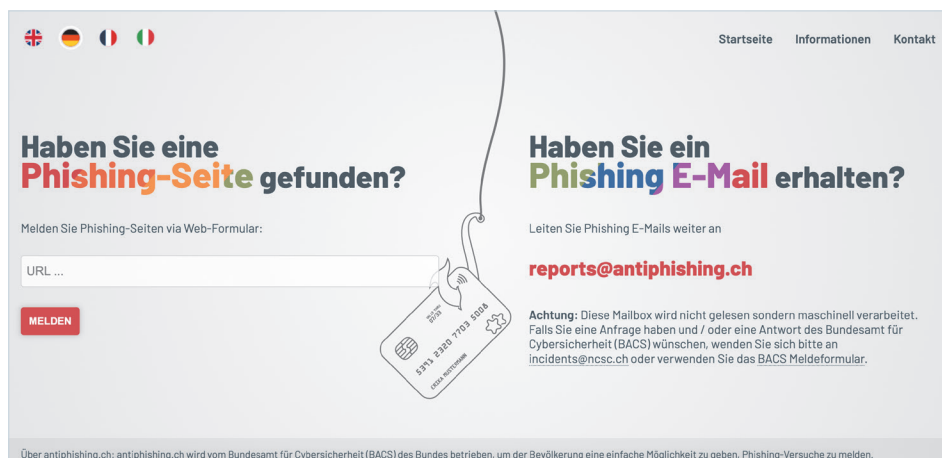 Startseite Informationen Kontakt
Haben Sie eine
Phishing-Seite gefunden?
Melden Sie Phishing-Seiten via Web-Formular:
URL ...
MELDEN
Haben Sie ein
Phishing E-Mail erhalten?
Leiten Sie Phishing E-Mails weiter an
reports@antiphishing.ch
Achtung: Diese Mailbox wird nicht gelesen sondern maschinell verarbeitet.
Falls Sie eine Anfrage haben und / oder eine Antwort des Bundesamt für
Cybersicherheit (BACS) wünschen, wenden Sie sich bitte an
incidents@ncsc.ch oder verwenden Sie das BACS Meldeformular.
5391 2320 7703 5008
ERIKA MUSTERMANN
Über antiphishing.ch: antiphishing.ch wird vom Bundesamt für Cybersicherheit (BACS) des Bundes betrieben, um der Bevölkerung eine einfache Möglichkeit zu geben, Phishing-Versuche zu melden.